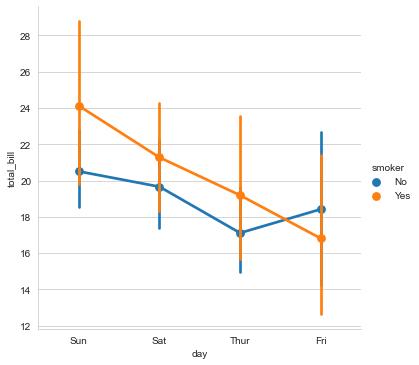 28
26
24
22
20
18
16
14
12
total_bill
Sun Sat Thur Fri
day
smoker
No
Yes